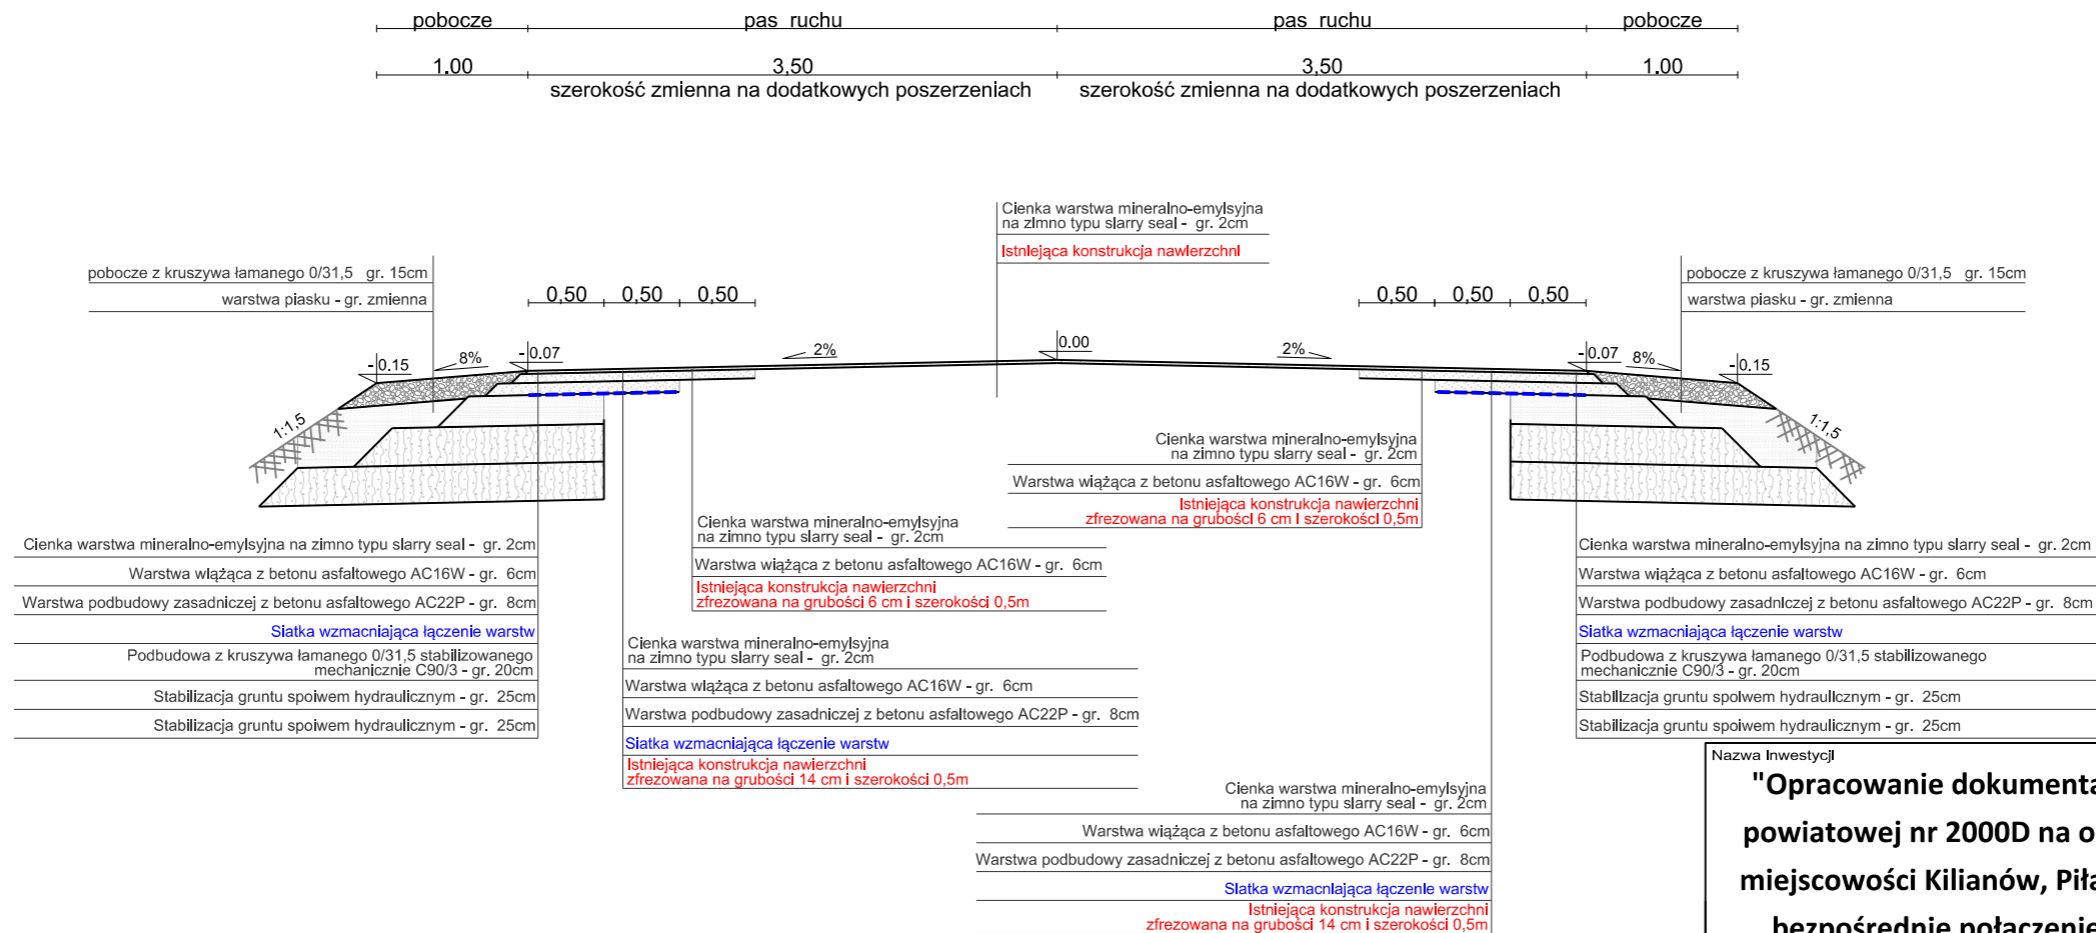 pobocze
pas ruchu
pas ruchu
pobocze
1.00
3,50
3,50
1.00
szerokość zmienna na dodatkowych poszerzeniach
szerokość zmienna na dodatkowych poszerzeniach
Cienka warstwa mineralno-emylsyjna
na zimno typu slarry seal - gr. 2cm
Istniejąca konstrukcja nawierzchni
pobocze z kruszywa łamanego 0/31,5 gr. 15cm
warstwa piasku - gr. zmienna
pobocze z kruszywa łamanego 0/31,5 gr. 15cm
warstwa piasku - gr. zmienna
0,50
0,50
0,50
0,50
0,50
0,50
-0.15
8%
-0.07
2%
0.00
2%
-0.07
8%
-0.15
1:1,5
1:1,5
Cienka warstwa mineralno-emylsyjna
na zimno typu slarry seal - gr. 2cm
Warstwa wiążąca z betonu asfaltowego AC16W - gr. 6cm
Istniejąca konstrukcja nawierzchni
zfrezowana na grubości 6 cm i szerokości 0,5m
Cienka warstwa mineralno-emylsyjna
na zimno typu slarry seal - gr. 2cm
Warstwa wiążąca z betonu asfaltowego AC16W - gr. 6cm
Istniejąca konstrukcja nawierzchni
zfrezowana na grubości 6 cm i szerokości 0,5m
Cienka warstwa mineralno-emylsyjna na zimno typu slarry seal - gr. 2cm
Warstwa wiążąca z betonu asfaltowego AC16W - gr. 6cm
Warstwa podbudowy zasadniczej z betonu asfaltowego AC22P - gr. 8cm
Siatka wzmacniająca łączenie warstw
Podbudowa z kruszywa łamanego 0/31,5 stabilizowanego
mechanicznie C90/3 - gr. 20cm
Stabilizacja gruntu spoiwem hydraulicznym - gr. 25cm
Stabilizacja gruntu spoiwem hydraulicznym - gr. 25cm
Cienka warstwa mineralno-emylsyjna
na zimno typu slarry seal - gr. 2cm
Warstwa wiążąca z betonu asfaltowego AC16W - gr. 6cm
Warstwa podbudowy zasadniczej z betonu asfaltowego AC22P - gr. 8cm
Siatka wzmacniająca łączenie warstw
Istniejąca konstrukcja nawierzchni
zfrezowana na grubości 14 cm i szerokości 0,5m
Cienka warstwa mineralno-emylsyjna na zimno typu slarry seal - gr. 2cm
Warstwa wiążąca z betonu asfaltowego AC16W - gr. 6cm
Warstwa podbudowy zasadniczej z betonu asfaltowego AC22P - gr. 8cm
Siatka wzmacniająca łączenie warstw
Podbudowa z kruszywa łamanego 0/31,5 stabilizowanego
mechanicznie C90/3 - gr. 20cm
Stabilizacja gruntu spoiwem hydraulicznym - gr. 25cm
Stabilizacja gruntu spoiwem hydraulicznym - gr. 25cm
Cienka warstwa mineralno-emylsyjna
na zimno typu slarry seal - gr. 2cm
Warstwa wiążąca z betonu asfaltowego AC16W - gr. 6cm
Warstwa podbudowy zasadniczej z betonu asfaltowego AC22P - gr. 8cm
Siatka wzmacniająca łączenie warstw
Istniejąca konstrukcja nawierzchni
zfrezowana na grubości 14 cm i szerokości 0,5m
Nazwa Inwestycji
"Opracowanie dokumenta
powiatowej nr 2000D na o
miejscowości Kilianów, Piła
bezpośrednie połączenie